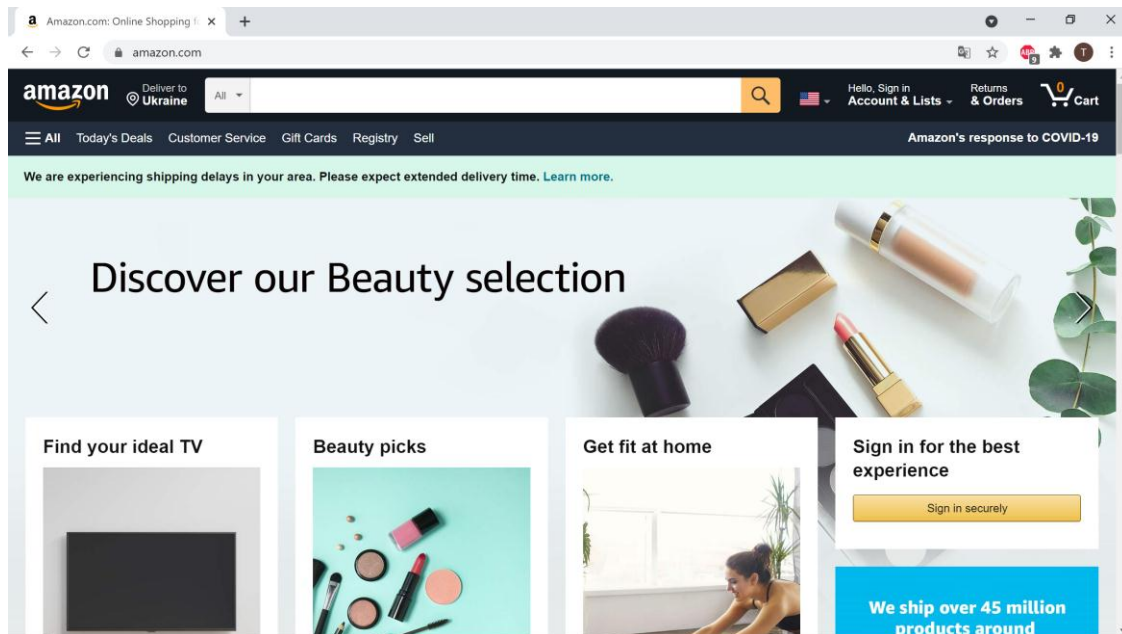 Amazon.com: Online Shopping f
amazon.com
ABP
9
T
amazon
Deliver to
Ukraine
All
Hello, Sign in
Account & Lists
Returns
& Orders
0
Cart
All
Today's Deals
Customer Service
Gift Cards
Registry
Sell
Amazon's response to COVID-19
We are experiencing shipping delays in your area. Please expect extended delivery time. Learn more.
Discover our Beauty selection
Find your ideal TV
Beauty picks
Get fit at home
Sign in for the best
experience
Sign in securely
We ship over 45 million
products around